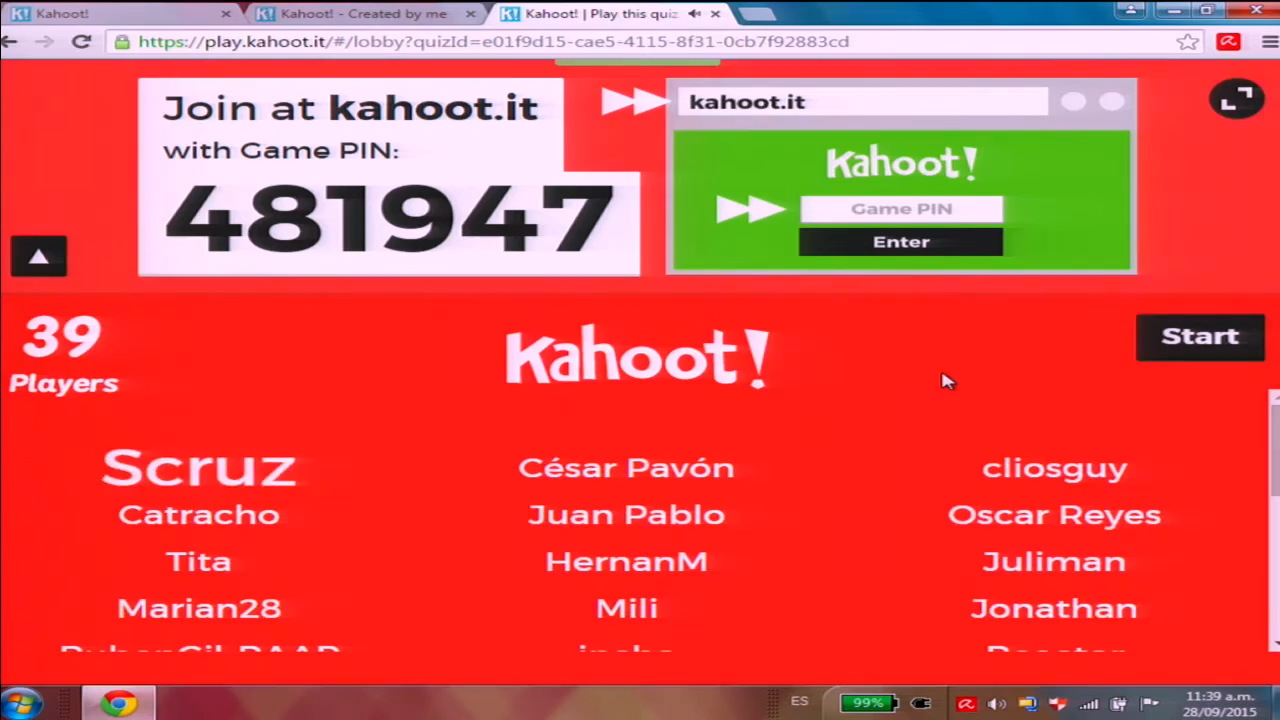 Kahoot!
Kahoot! - Created by me
Kahoot! | Play this quiz
https://play.kahoot.it/#/lobby?quizId=e01f9d15-cae5-4115-8f31-0cb7f92883cd
Join at kahoot.it
with Game PIN:
481947
kahoot.it
Kahoot!
Game PIN
Enter
39
Players
Kahoot!
Start
Scruz
César Pavón
cliosguy
Catracho
Juan Pablo
Oscar Reyes
Tita
HernanM
Juliman
Marian28
Mili
Jonathan
ES
99%
11:39 a.m.
28/09/2015